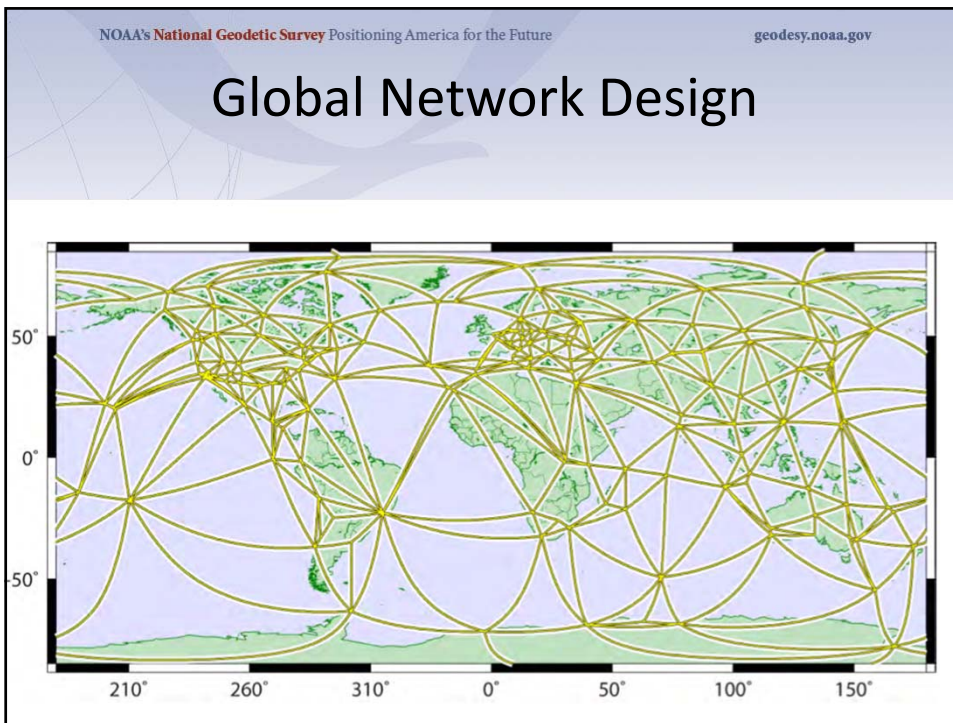 NOAA's National Geodetic Survey Positioning America for the Future geodesy.noaa.gov
Global Network Design
50°
0°
-50°
210° 260° 310° 0° 50° 100° 150°